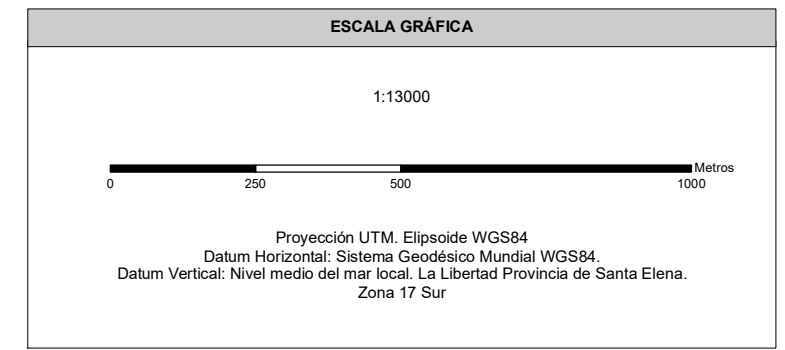 ESCALA GRÁFICA
1:13000
Metros
0 250 500 1000
Proyección UTM. Elipsoide WGS84
Datum Horizontal: Sistema Geodésico Mundial WGS84.
Datum Vertical: Nivel medio del mar local. La Libertad Provincia de Santa Elena.
Zona 17 Sur